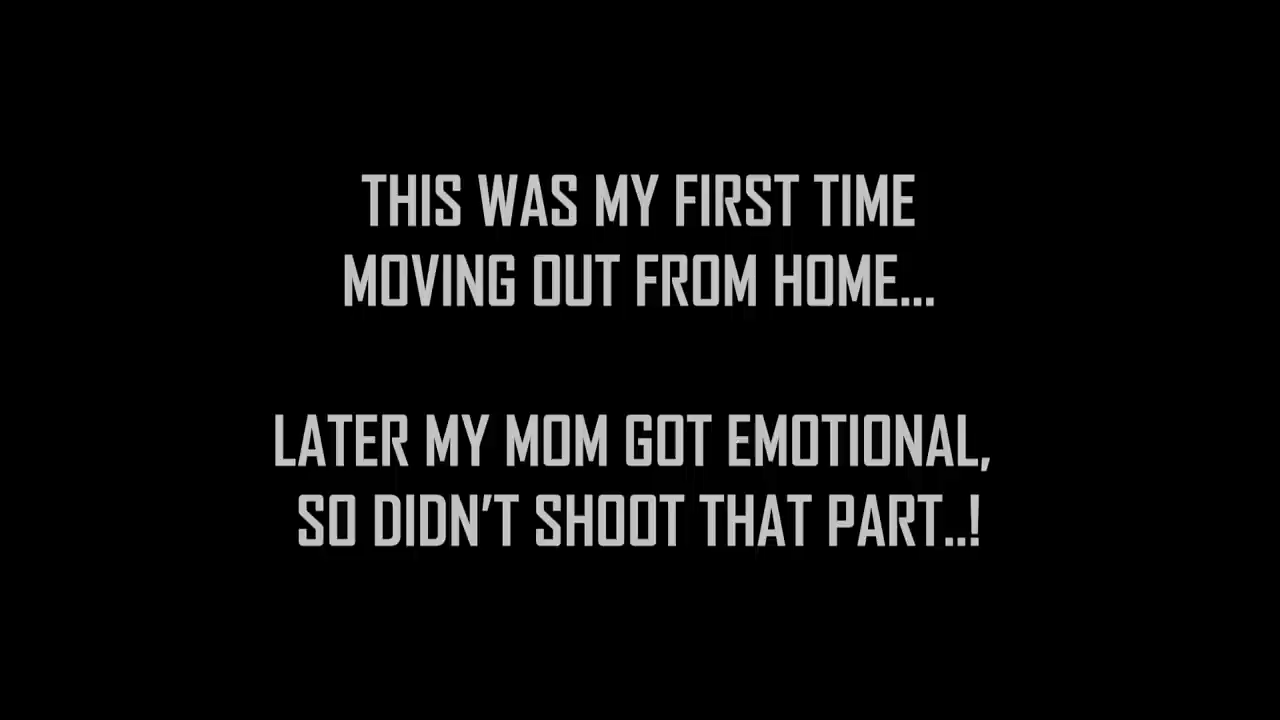 THIS WAS MY FIRST TIME
MOVING OUT FROM HOME...
LATER MY MOM GOT EMOTIONAL,
SO DIDN'T SHOOT THAT PART..!